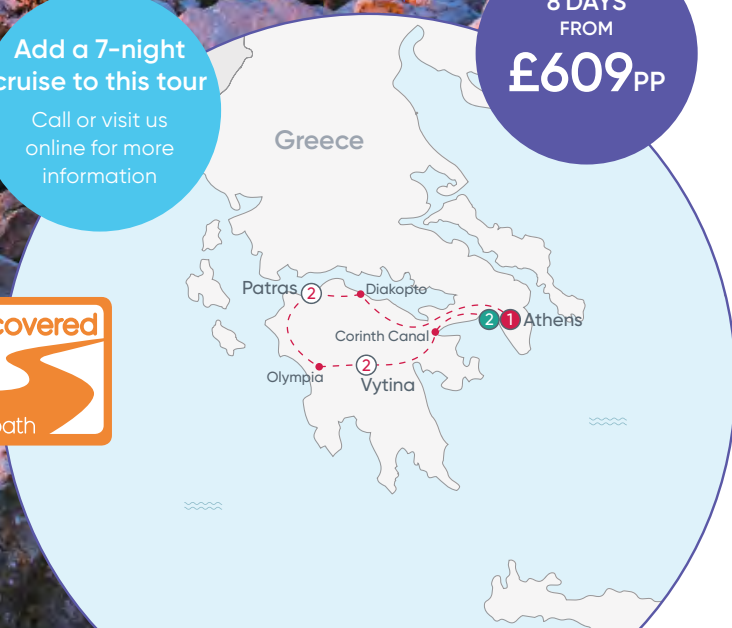 8 DAYS
FROM
£609PP
Add a 7-night
cruise to this tour
Call or visit us
online for more
information
Greece
Patras 2
Diakopto
2 1 Athens
Corinth Canal
Olympia
2
Vytina
covered
path